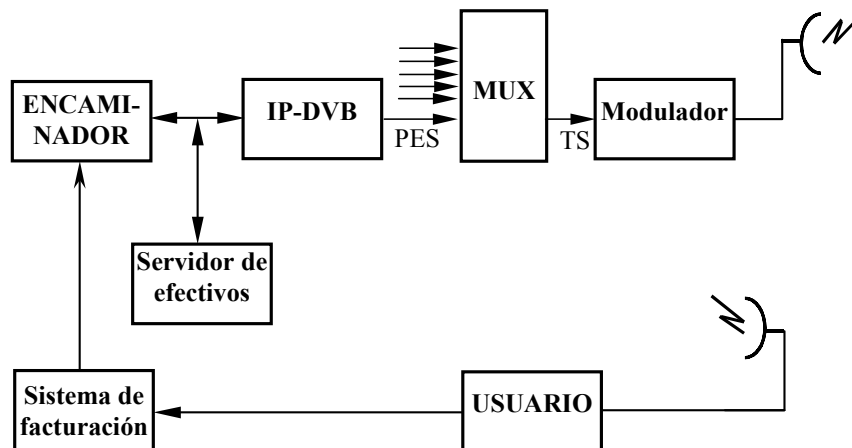 ENCAMI-
NADOR
IP-DVB
PES
MUX
TS
Modulador
Servidor de
efectivos
Sistema de
facturación
USUARIO